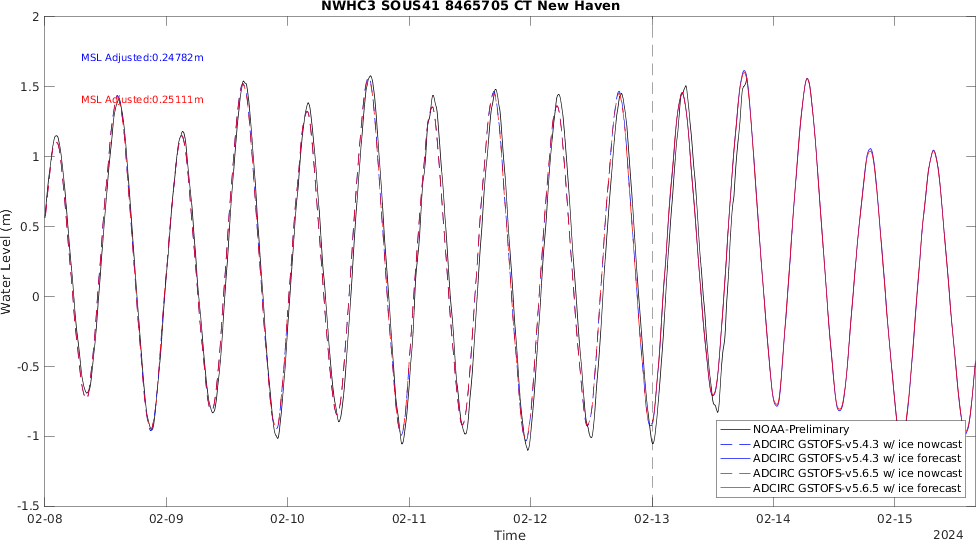 NWHC3 SOUS41 8465705 CT New Haven
2
MSL Adjusted:0.24782m
1.5
MSL Adjusted:0.25111m
1
0.5
0
-0.5
-1
-1.5
Water Level (m)
NOAA-Preliminary
ADCIRC GSTOFS-v5.4.3 w/ ice nowcast
ADCIRC GSTOFS-v5.4.3 w/ ice forecast
ADCIRC GSTOFS-v5.6.5 w/ ice nowcast
ADCIRC GSTOFS-v5.6.5 w/ ice forecast
02-08 02-09 02-10 02-11 02-12 02-13 02-14 02-15
Time
2024